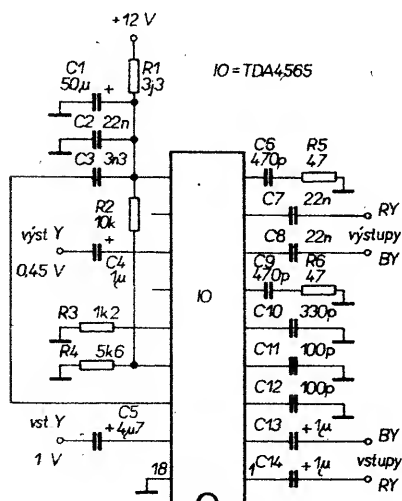 +12 V
C1
50µ
+
R1
3j3
IO = TDA4565
C2 22n
C3 3n3
C6
470p
R5
47
C7 22n
RY
R2
10k
výst. Y
0,45 V
+
C4
1µ
C8 22n
výstupy
BY
C9
470p
R6
47
IO
R3 1k2
C10 330p
R4 5k6
C11 100p
C12 100p
vst. Y
1 V
C5
+ 4µ7
C13 + 1µ
BY
vstupy
18
1
C14 + 1µ
RY